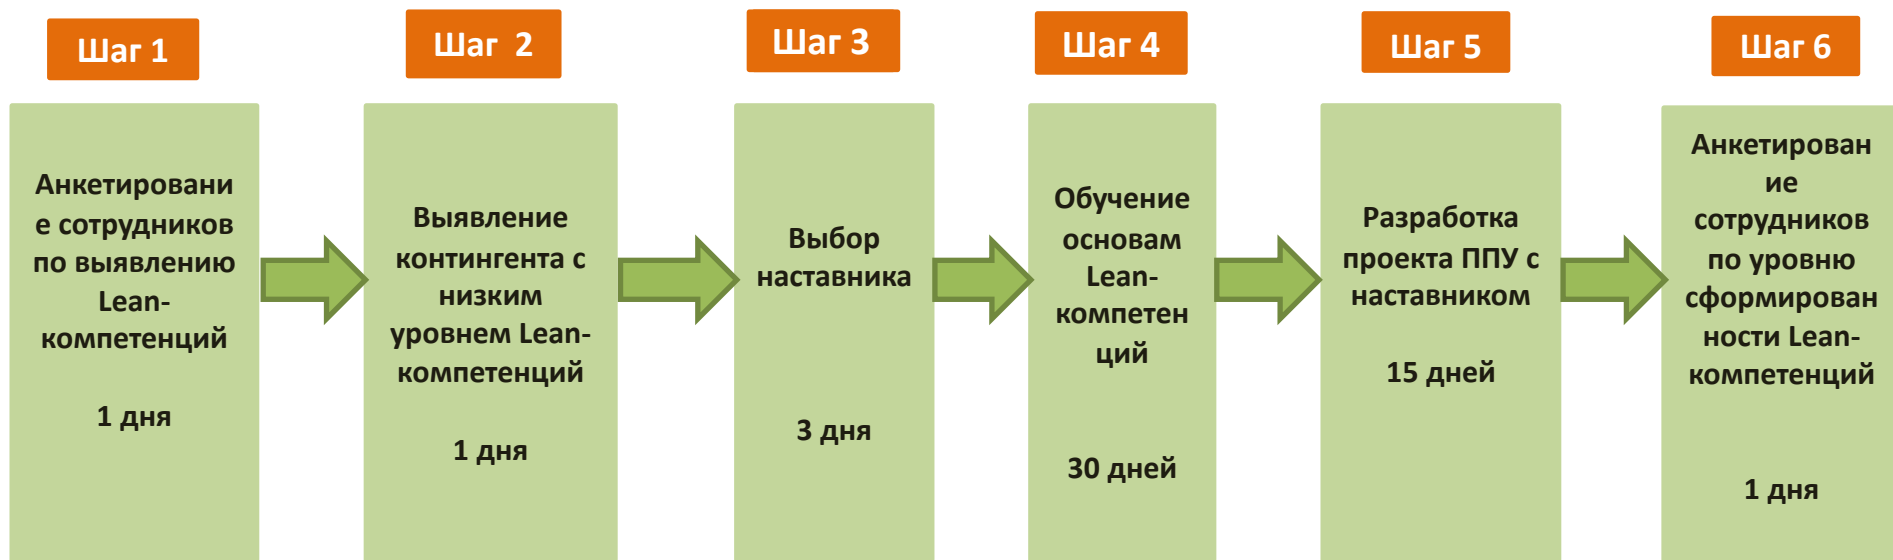 Шаг 1
Анкетировани
е сотрудников
по выявлению
Lean-
компетенций
1 дня
Шаг 2
Выявление
контингента с
низким
уровнем Lean-
компетенций
1 дня
Шаг 3
Выбор
наставника
3 дня
Шаг 4
Обучение
основам
Lean-
компетен
ций
30 дней
Шаг 5
Разработка
проекта ППУ с
наставником
15 дней
Шаг 6
Анкетирован
ие
сотрудников
по уровню
сформирован
ности Lean-
компетенций
1 дня